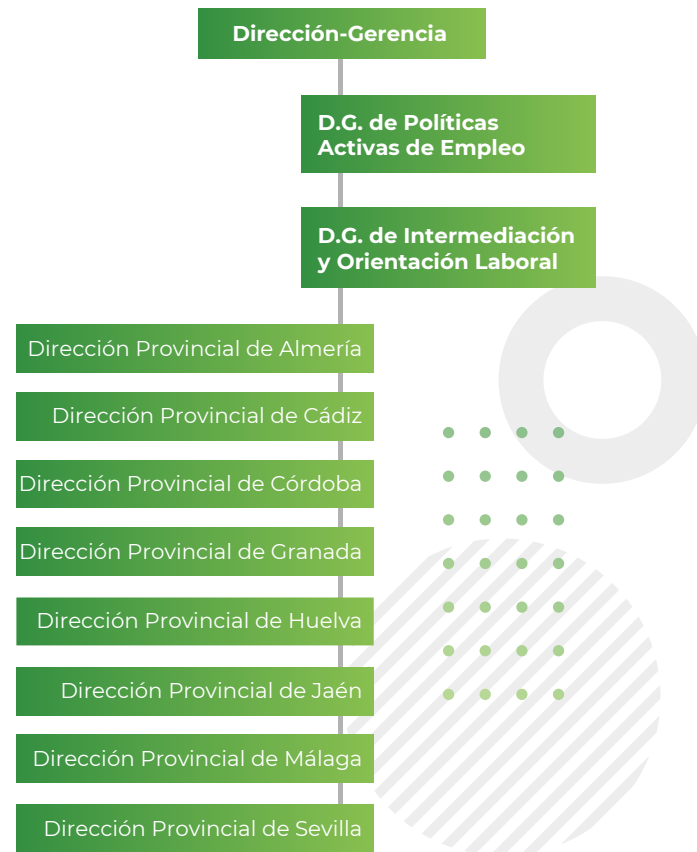 Dirección-Gerencia
D.G. de Políticas
Activas de Empleo
D.G. de Intermediación
y Orientación Laboral
Dirección Provincial de Almería
Dirección Provincial de Cádiz
Dirección Provincial de Córdoba
Dirección Provincial de Granada
Dirección Provincial de Huelva
Dirección Provincial de Jaén
Dirección Provincial de Málaga
Dirección Provincial de Sevilla